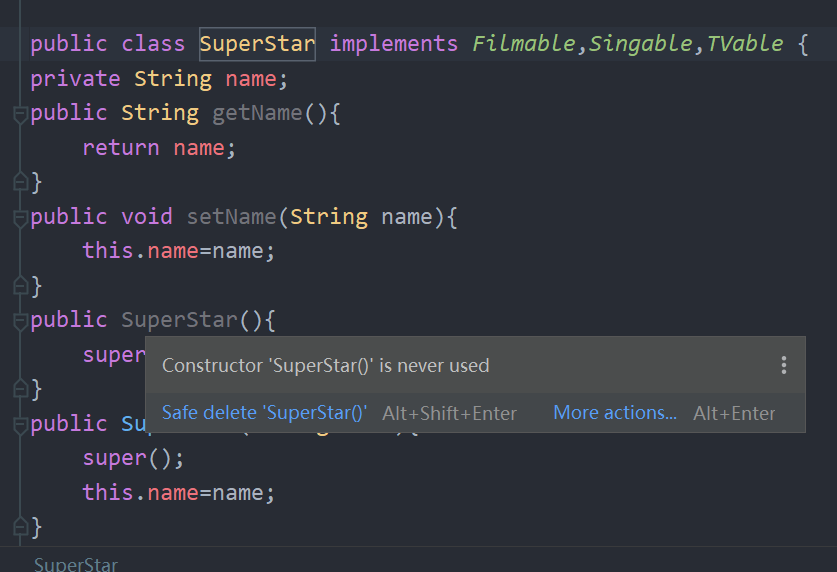 public class SuperStar implements Filmable,Singable,TVable {
private String name;
public String getName(){
return name;
}
public void setName(String name){
this.name=name;
}
public SuperStar(){
super
Constructor 'SuperStar()' is never used
}
Safe delete 'SuperStar()' Alt+Shift+Enter More actions... Alt+Enter
public Su
super();
this.name=name;
}
SuperStar